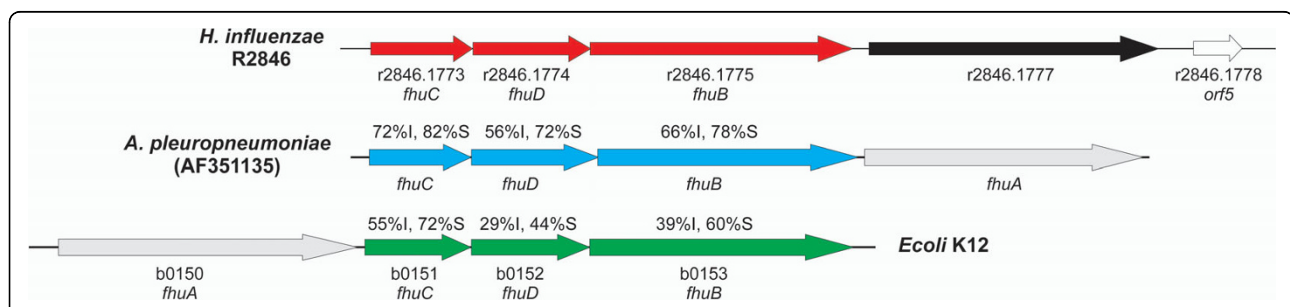 H. influenzae
R2846
r2846.1773 r2846.1774 r2846.1775 r2846.1777 r2846.1778
fhuC fhuD fhuB orf5
72%I, 82%S 56%I, 72%S 66%I, 78%S
A. pleuropneumoniae
(AF351135)
fhuC fhuD fhuB fhuA
55%I, 72%S 29%I, 44%S 39%I, 60%S
Ecoli K12
b0150 b0151 b0152 b0153
fhuA fhuC fhuD fhuB